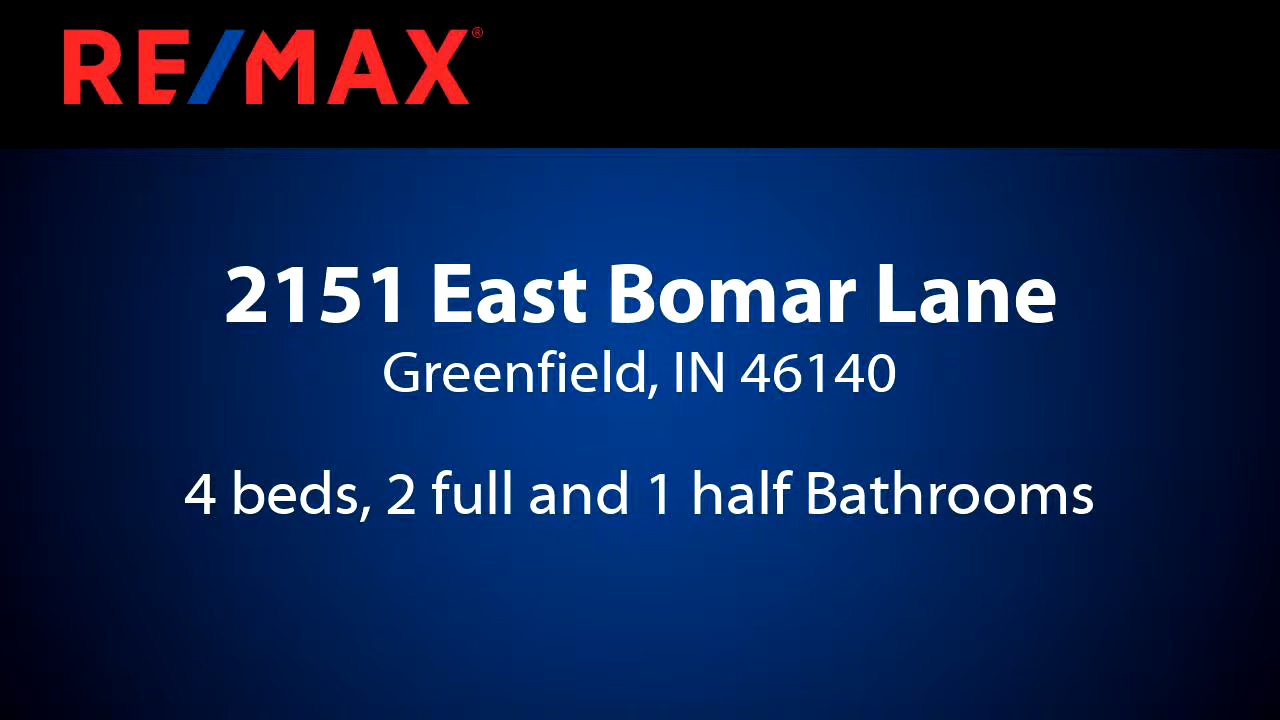 RE/MAX®
2151 East Bomar Lane
Greenfield, IN 46140
4 beds, 2 full and 1 half Bathrooms